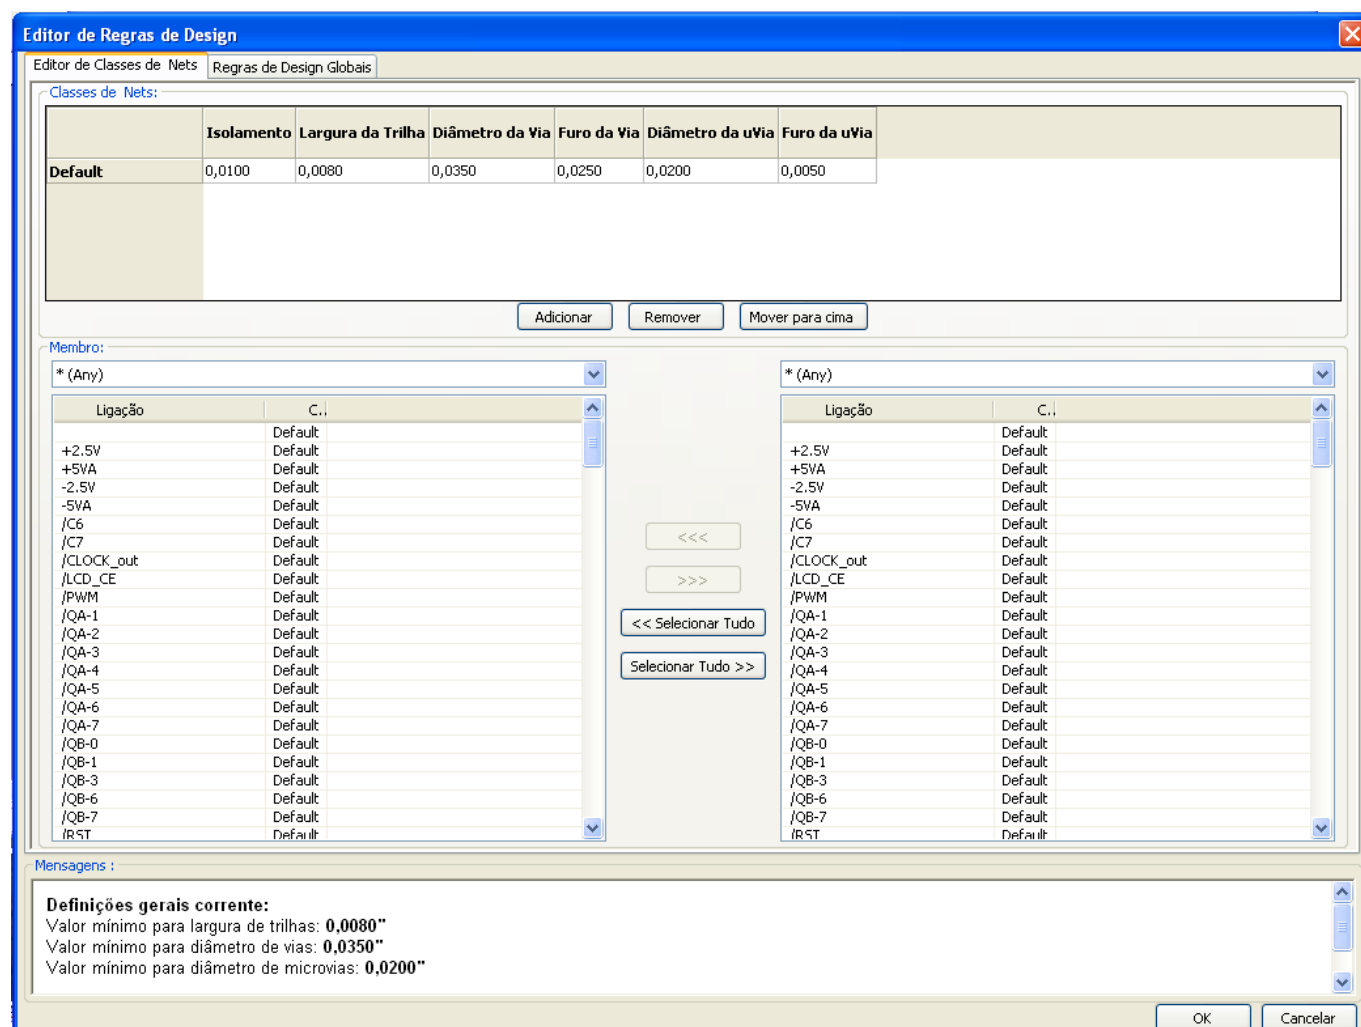 Editor de Regras de Design
Editor de Classes de Nets Regras de Design Globais
Classes de Nets:
Isolamento Largura da Trilha Diâmetro da Via Furo da Via Diâmetro da uVia Furo da uVia
Default 0,0100 0,0080 0,0350 0,0250 0,0200 0,0050
Adicionar Remover Mover para cima
Membro:
* (Any) * (Any)
Ligação C.. Ligação C..
Default Default
+2.5V Default +2.5V Default
+5VA Default +5VA Default
-2.5V Default -2.5V Default
-5VA Default -5VA Default
/C6 Default /C6 Default
<<<
/C7 Default /C7 Default
/CLOCK_out Default /CLOCK_out Default
/LCD_CE Default >>> /LCD_CE Default
/PWM Default /PWM Default
/QA-1 Default << Selecionar Tudo /QA-1 Default
/QA-2 Default /QA-2 Default
/QA-3 Default /QA-3 Default
/QA-4 Default Selecionar Tudo >> /QA-4 Default
/QA-5 Default /QA-5 Default
/QA-6 Default /QA-6 Default
/QA-7 Default /QA-7 Default
/QB-0 Default /QB-0 Default
/QB-1 Default /QB-1 Default
/QB-3 Default /QB-3 Default
/QB-6 Default /QB-6 Default
/QB-7 Default /QB-7 Default
/RST Default /RST Default
Mensagens :
Definições gerais corrente:
Valor mínimo para largura de trilhas: 0,0080"
Valor mínimo para diâmetro de vias: 0,0350"
Valor mínimo para diâmetro de microvias: 0,0200"
OK Cancelar